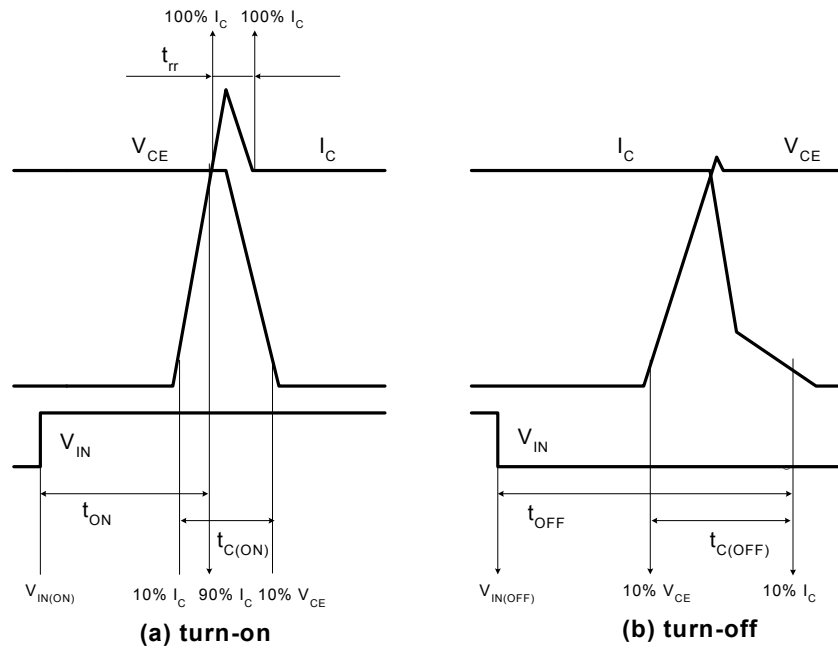 100% I_C 100% I_C
t_rr
V_CE I_C
V_IN
t_ON
t_C(ON)
V_IN(ON) 10% I_C 90% I_C 10% V_CE
(a) turn-on
I_C V_CE
V_IN
t_OFF
t_C(OFF)
V_IN(OFF) 10% V_CE 10% I_C
(b) turn-off